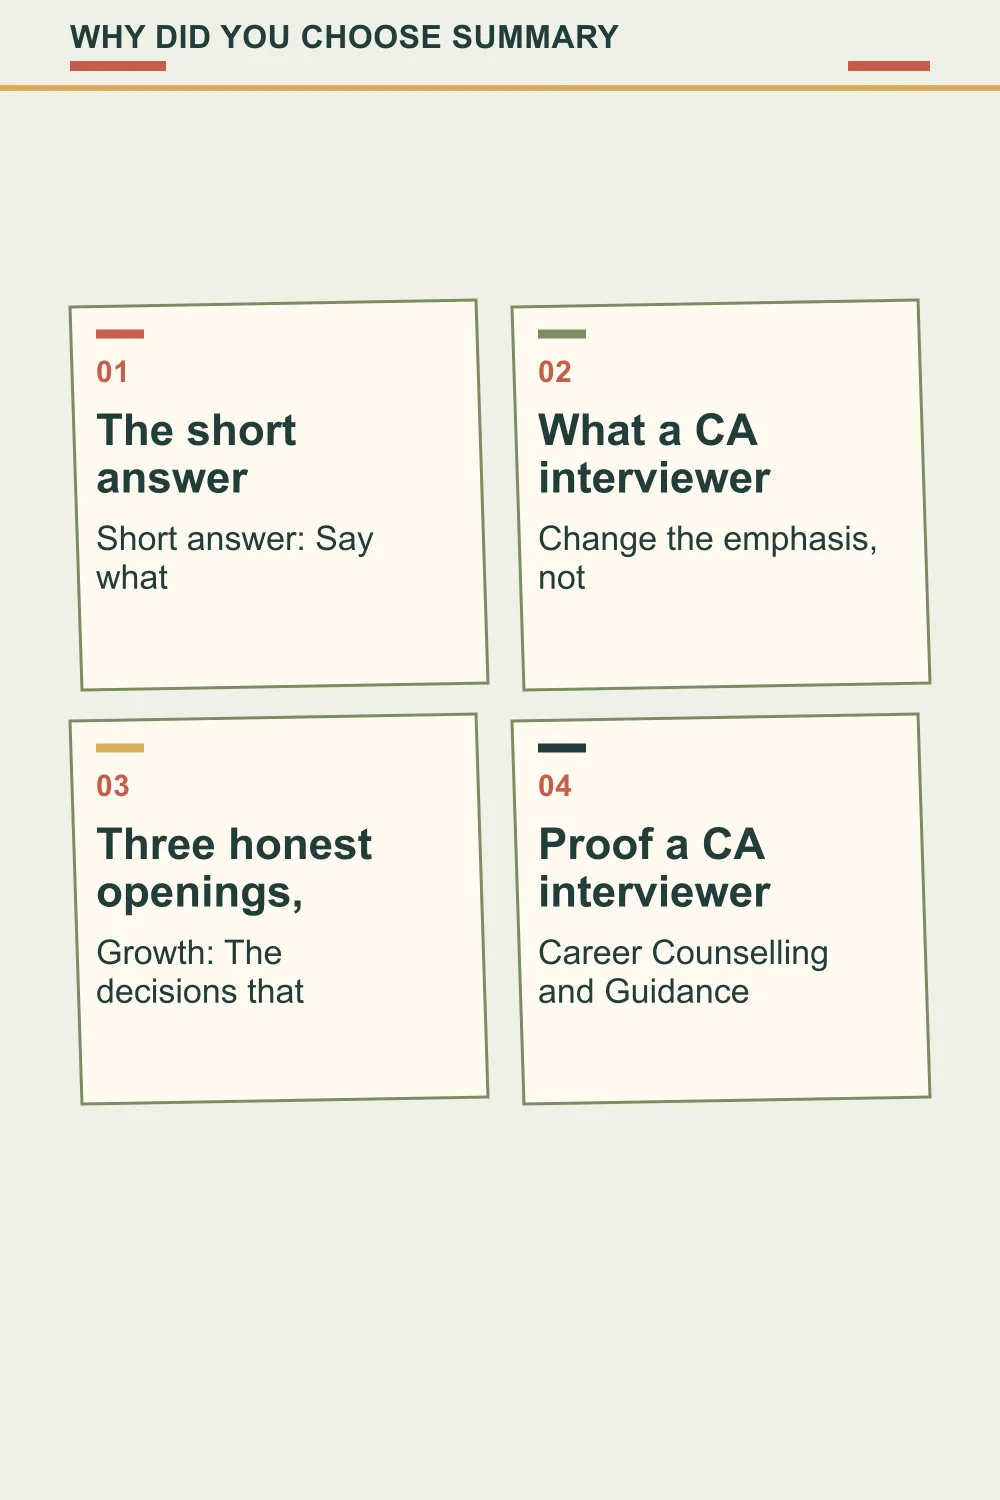 WHY DID YOU CHOOSE SUMMARY
01
The short
answer
Short answer: Say
what
02
What a CA
interviewer
Change the emphasis,
not
03
Three honest
openings,
Growth: The
decisions that
04
Proof a CA
interviewer
Career Counselling
and Guidance